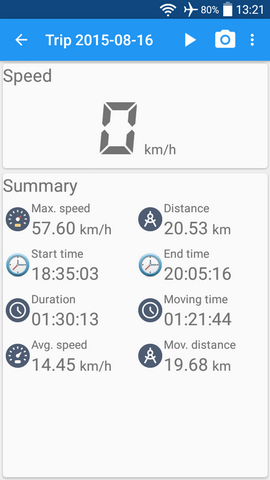 80% 13:21
Trip 2015-08-16
Speed
0 km/h
Summary
Max. speed
57.60 km/h
Distance
20.53 km
Start time
18:35:03
End time
20:05:16
Duration
01:30:13
Moving time
01:21:44
Avg. speed
14.45 km/h
Mov. distance
19.68 km